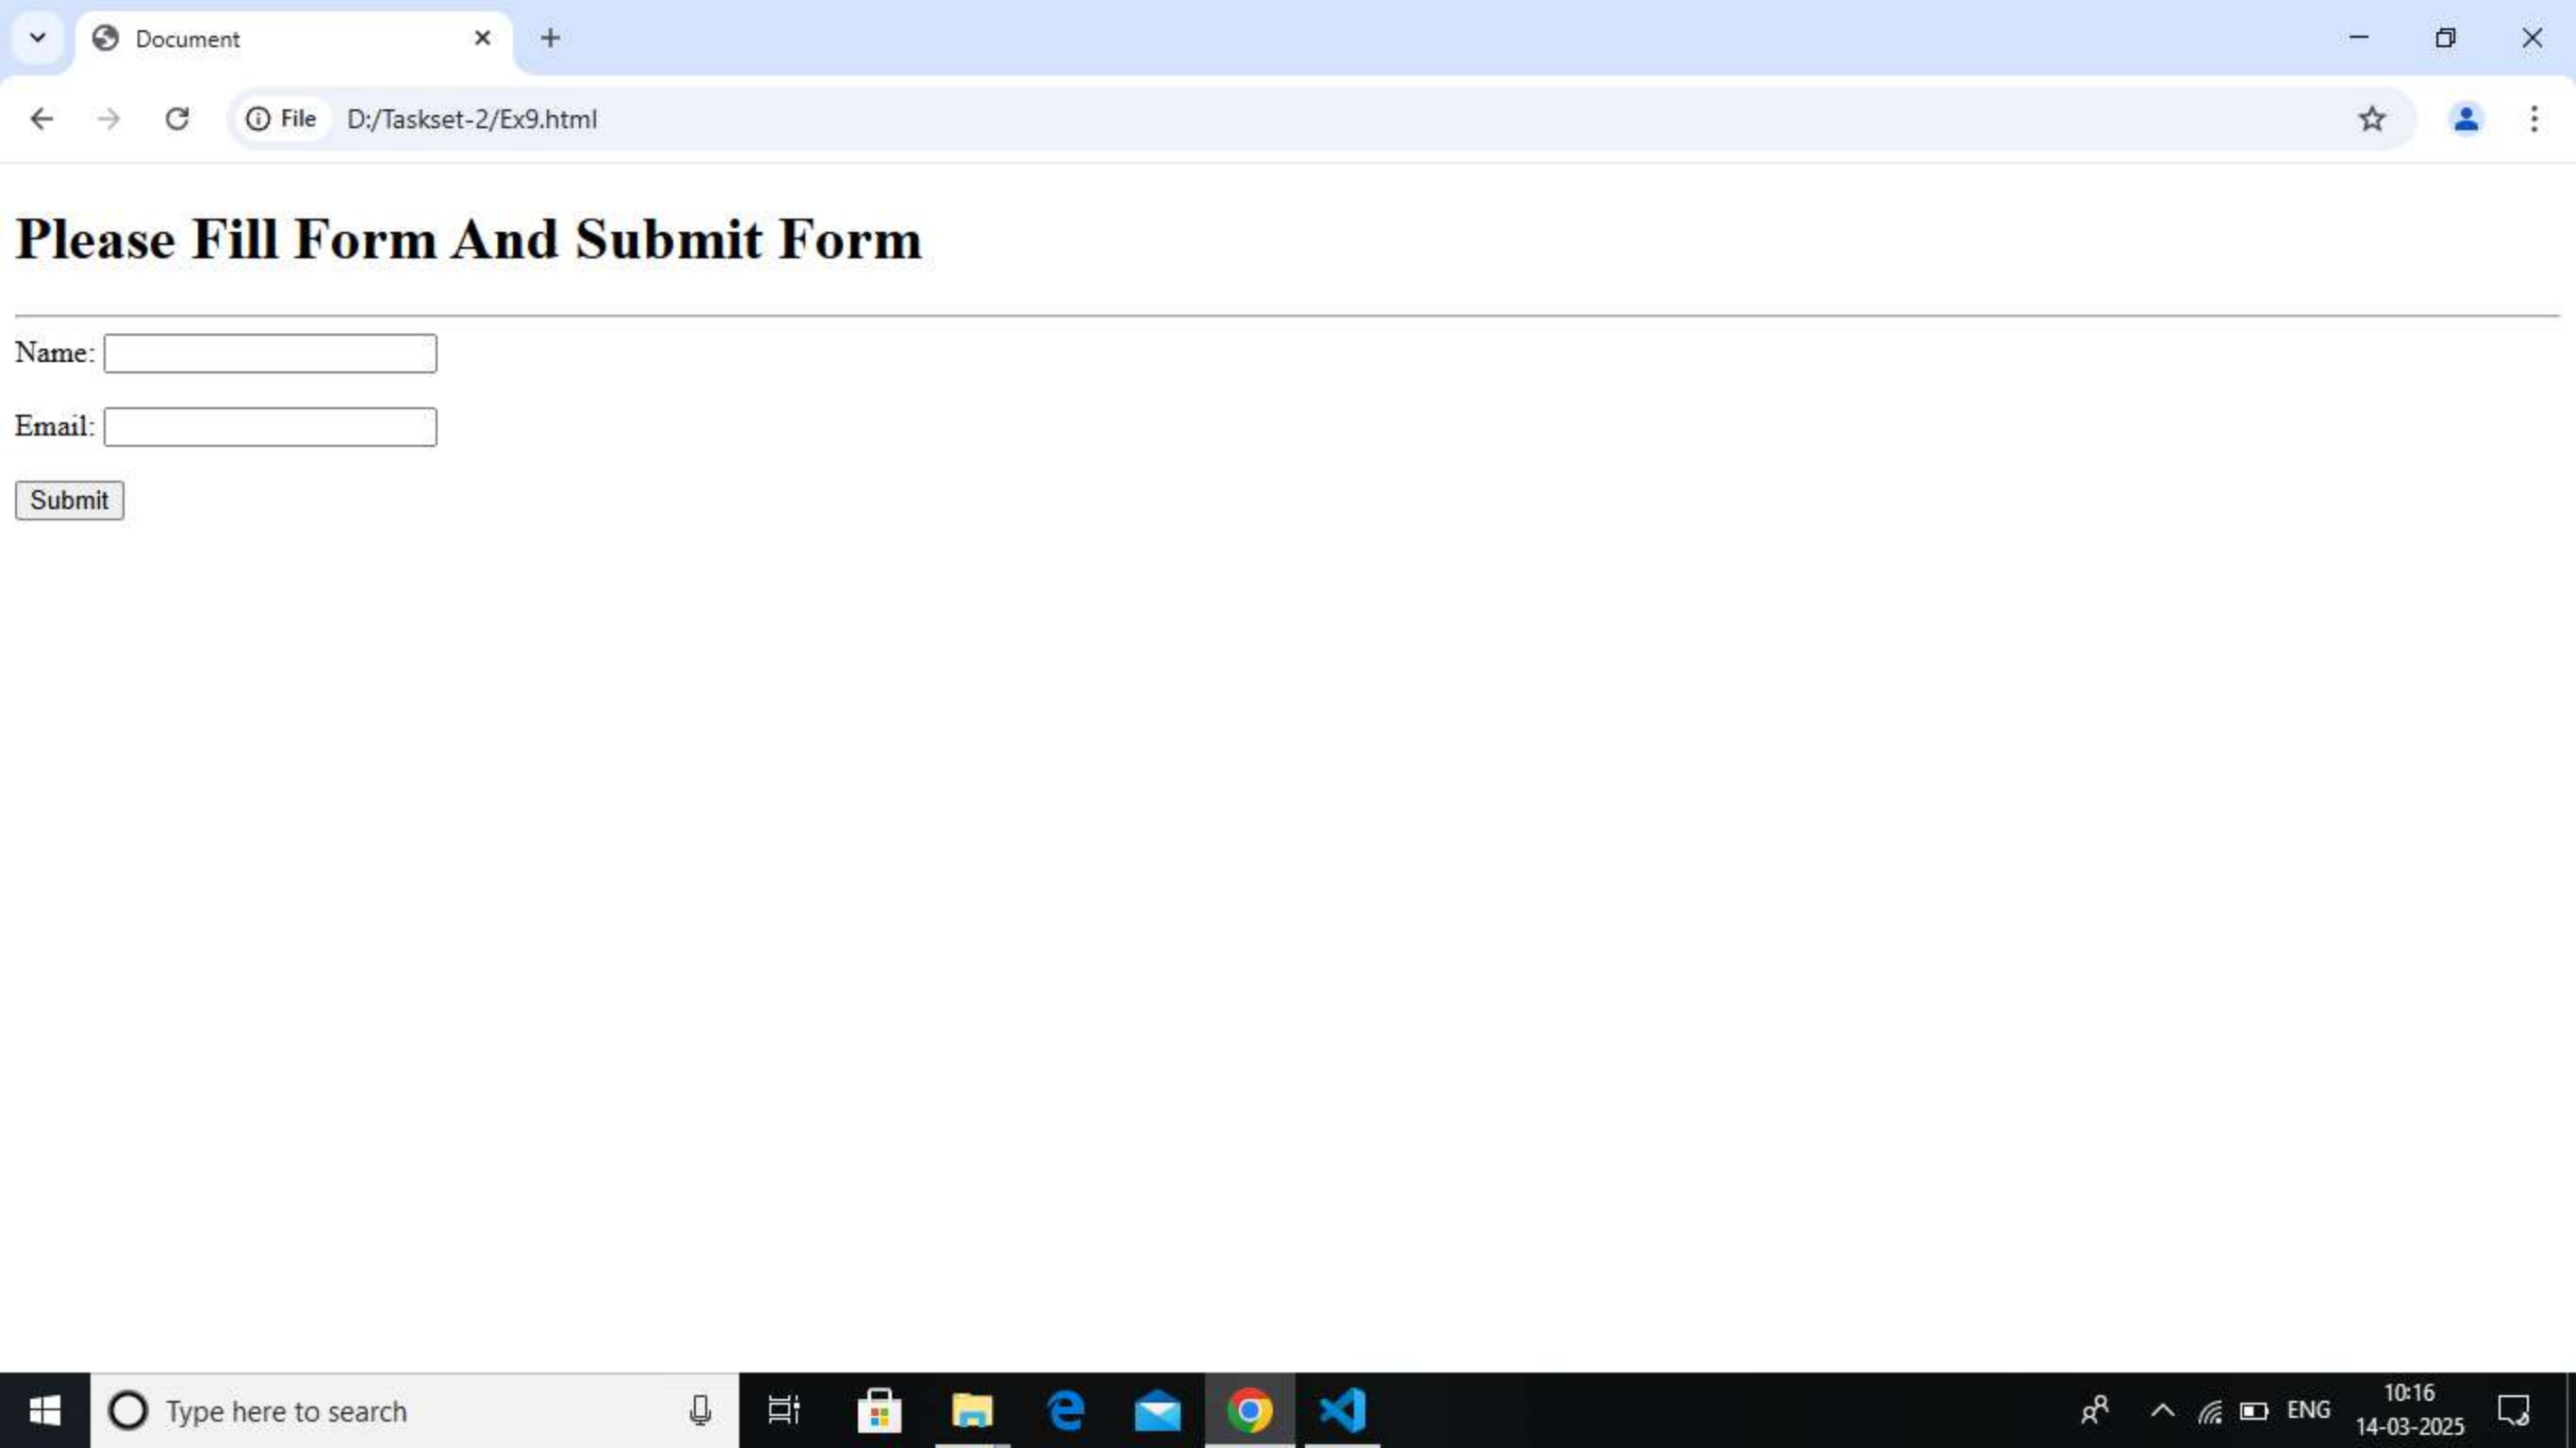 Document
File D:/Taskset-2/Ex9.html
Please Fill Form And Submit Form
Name:
Email:
Submit
Type here to search
ENG
10:16
14-03-2025